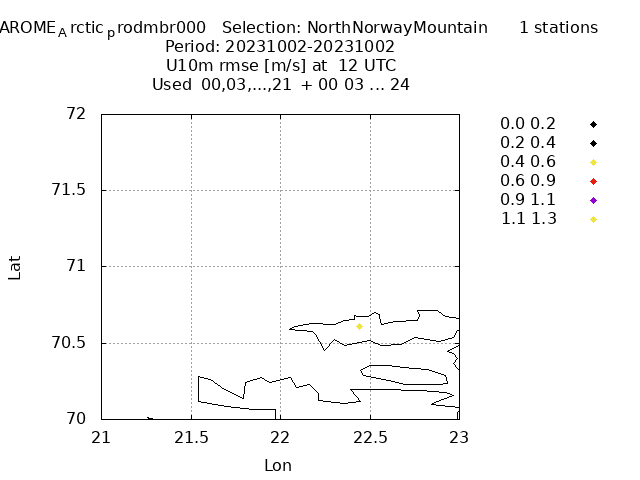 AROME_Arctic_prodmbr000 Selection: NorthNorwayMountain 1 stations
Period: 20231002-20231002
U10m rmse [m/s] at 12 UTC
Used 00,03,...,21 + 00 03 ... 24
0.0 0.2
0.2 0.4
0.4 0.6
0.6 0.9
0.9 1.1
1.1 1.3
72
71.5
71
70.5
70
Lat
21
21.5
22
22.5
23
Lon